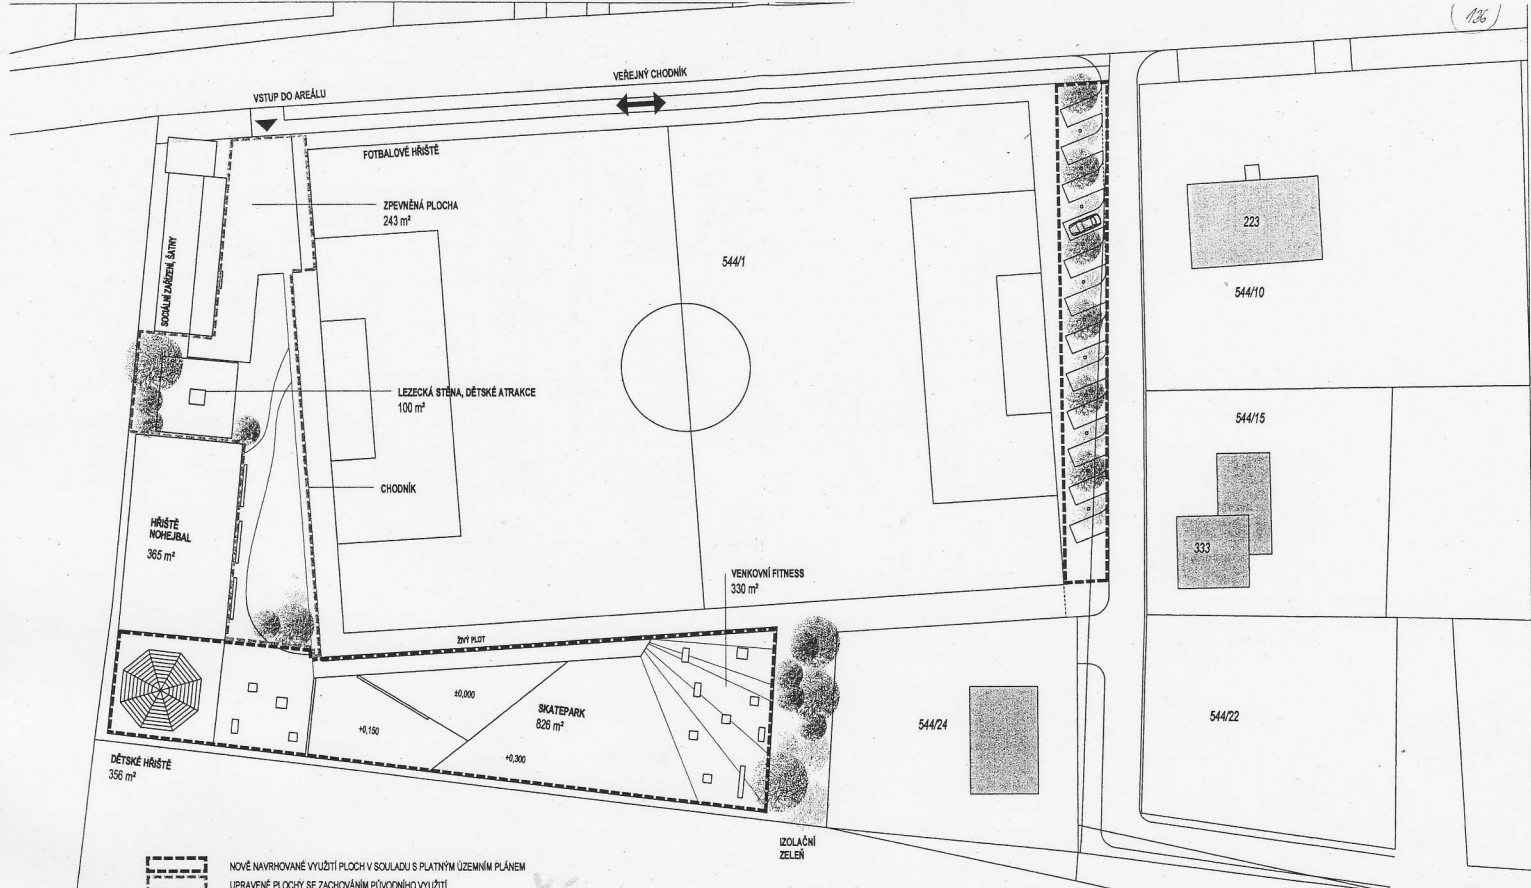 136
VEŘEJNÝ CHODNÍK
VSTUP DO AREÁLU
FOTBALOVÉ HŘIŠTĚ
ZPEVNĚNÁ PLOCHA
243 m²
SOCIÁLNÍ ZAŘÍZENÍ, ŠATNY
544/1
223
544/10
LEZECKÁ STĚNA, DĚTSKÉ ATRAKCE
100 m²
544/15
CHODNÍK
HŘIŠTĚ
NOHEJBAL
365 m²
333
VENKOVNÍ FITNESS
330 m²
ŽIVÝ PLOT
±0,000
SKATEPARK
826 m²
+0,150
+0,300
544/24
544/22
DĚTSKÉ HŘIŠTĚ
356 m²
IZOLAČNÍ
ZELEŇ
NOVĚ NAVRHOVANÉ VYUŽITÍ PLOCH V SOULADU S PLATNÝM ÚZEMNÍM PLÁNEM
UPRAVENÉ PLOCHY SE ZACHOVÁNÍM PŮVODNÍHO VYUŽITÍ